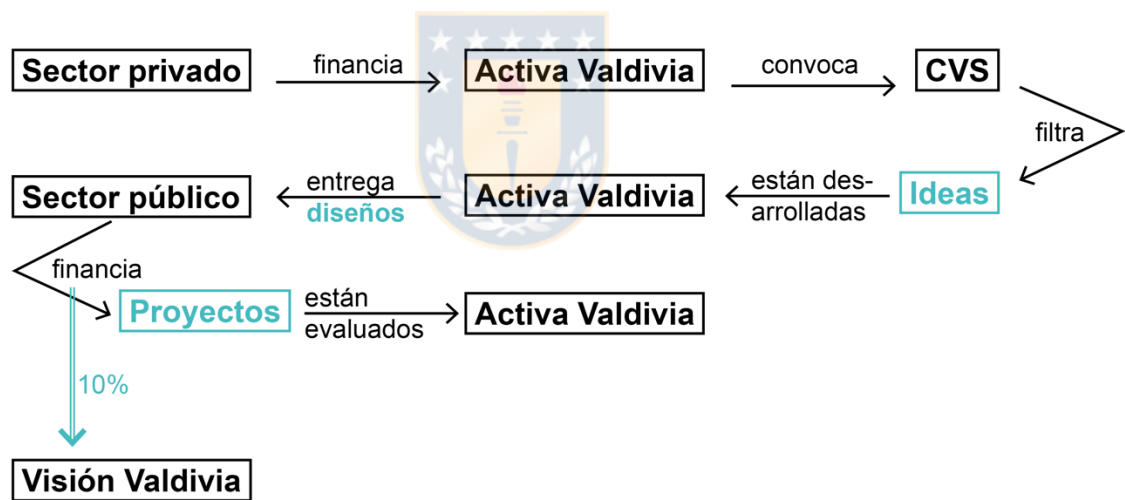 Sector privado
financia
Activa Valdivia
convoca
CVS
filtra
Sector público
entrega
diseños
Activa Valdivia
están des-
arrolladas
Ideas
financia
Proyectos
están
evaluados
Activa Valdivia
10%
Visión Valdivia